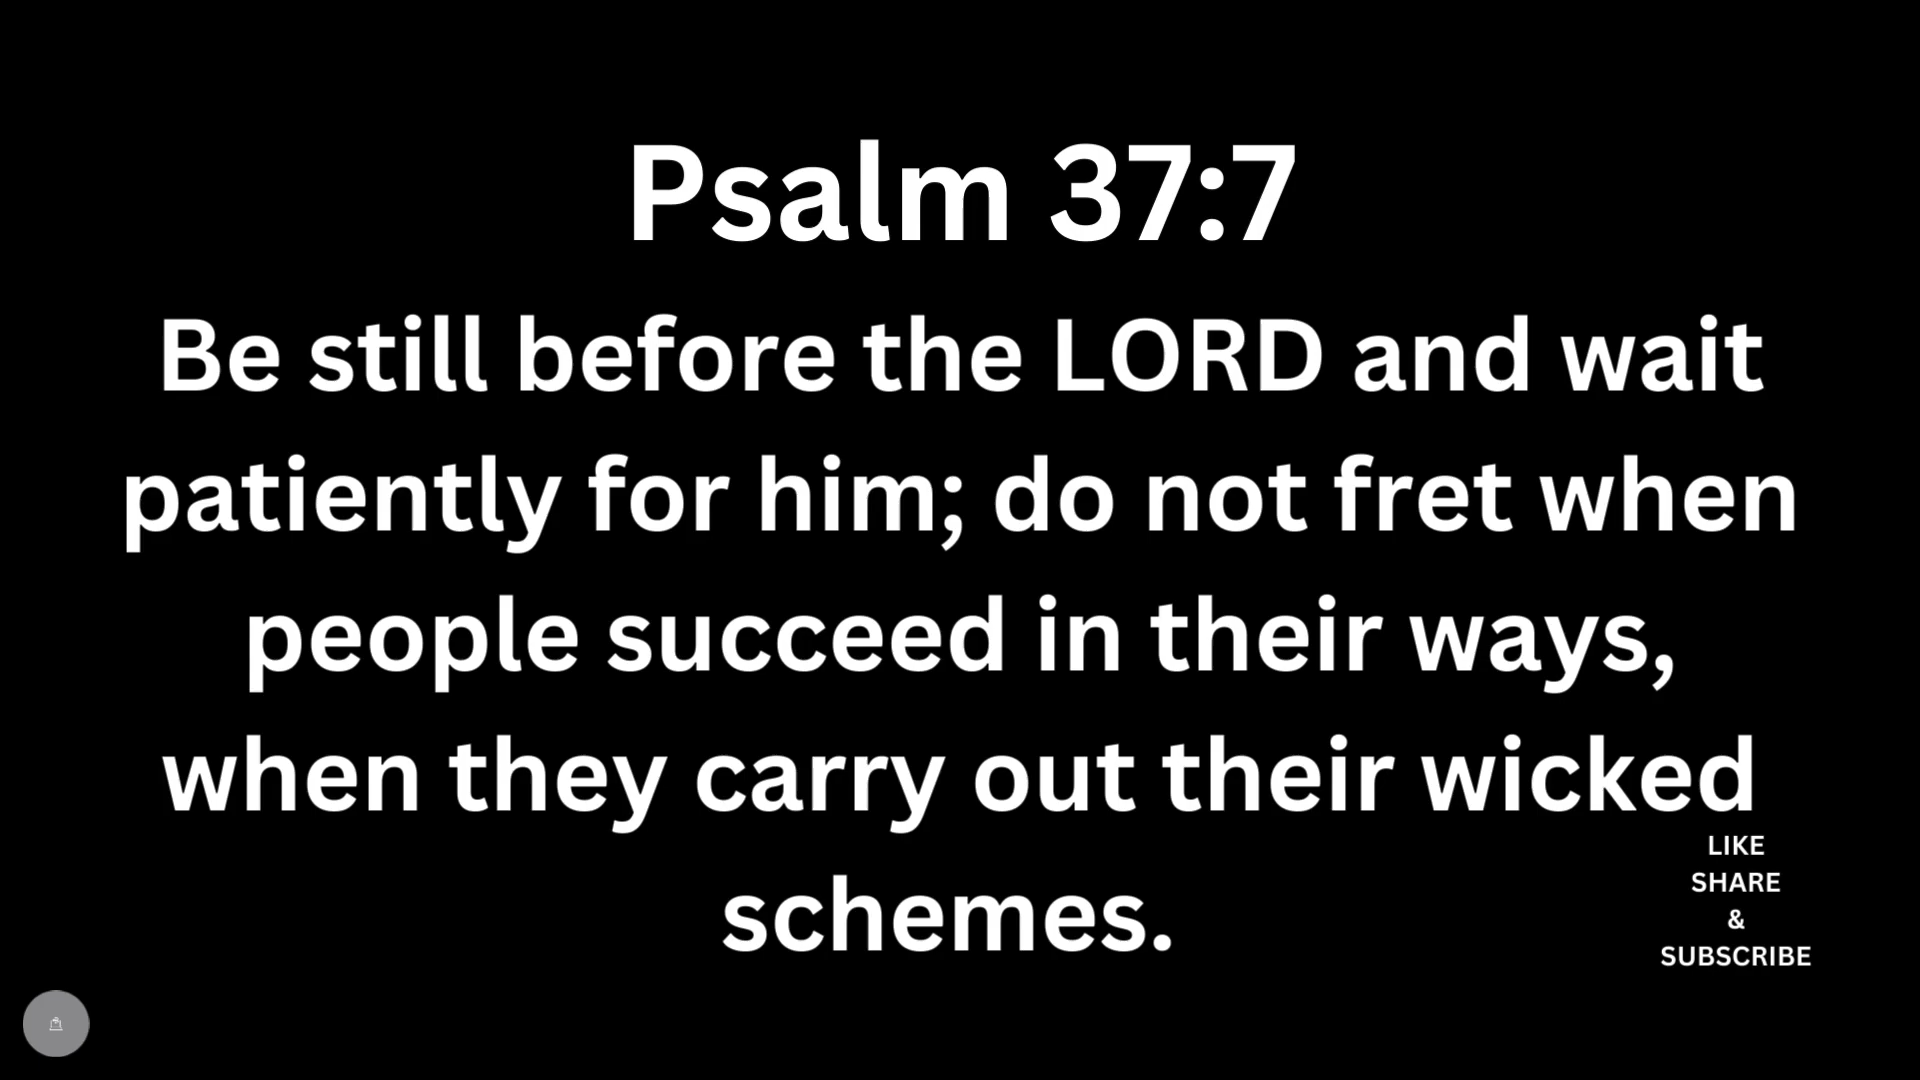 Psalm 37:7
Be still before the LORD and wait
patiently for him; do not fret when
people succeed in their ways,
when they carry out their wicked
schemes.
LIKE
SHARE
&
SUBSCRIBE